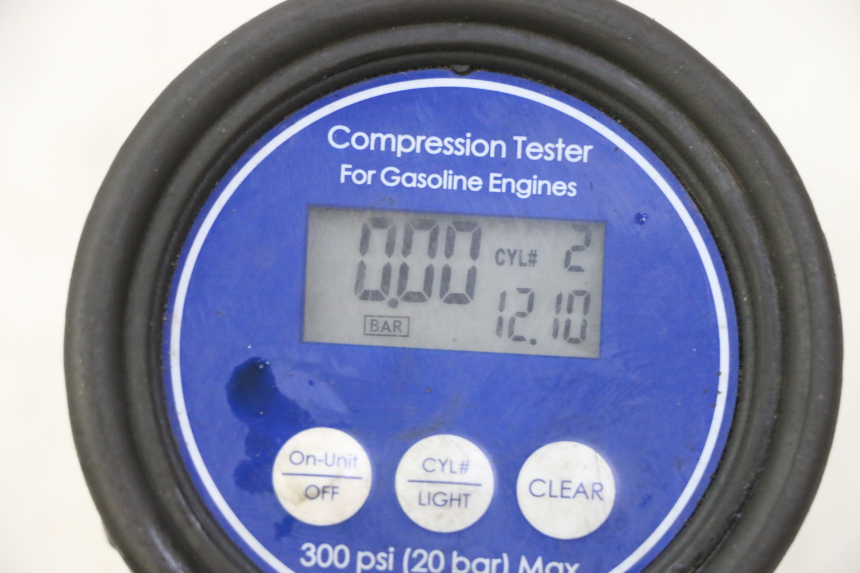 Compression Tester
For Gasoline Engines
0.00 CYL# 2
BAR 12.10
On-Unit CYL# CLEAR
OFF LIGHT
300 psi (20 bar) Max